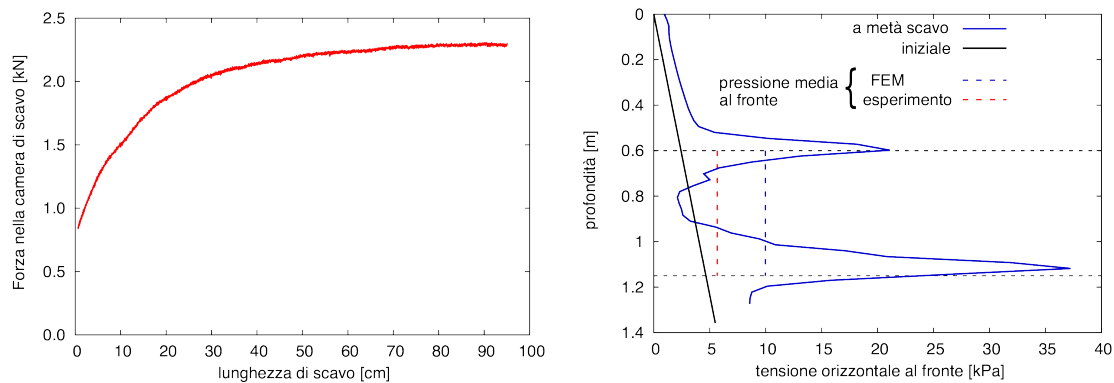 Forza nella camera di scavo [kN]
2.5
2.0
1.5
1.0
0.5
0.0
0 10 20 30 40 50 60 70 80 90 100
lunghezza di scavo [cm]
profondità [m]
0
0.2
0.4
0.6
0.8
1
1.2
1.4
a metà scavo
iniziale
pressione media
al fronte
{
FEM
esperimento
0 5 10 15 20 25 30 35 40
tensione orizzontale al fronte [kPa]